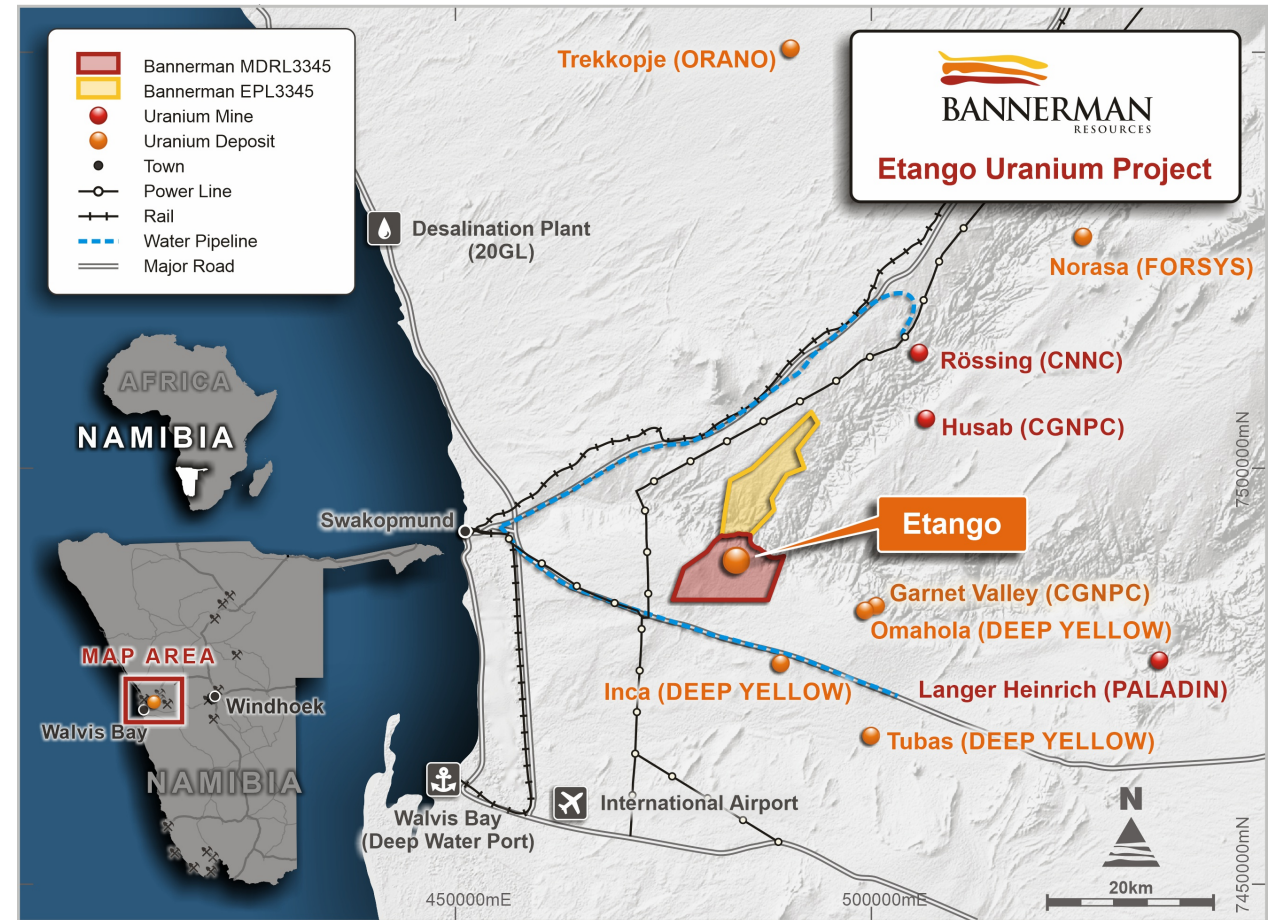 Bannerman MDRL3345
Bannerman EPL3345
Uranium Mine
Uranium Deposit
Town
Power Line
Rail
Water Pipeline
Major Road
Trekkopje (ORANO)
BANNERMAN
RESOURCES
Etango Uranium Project
Desalination Plant
(20GL)
Norasa (FORSYS)
Rössing (CNNC)
Husab (CGNPC)
AFRICA
NAMIBIA
7500000mN
Swakopmund
Etango
Garnet Valley (CGNPC)
Omahola (DEEP YELLOW)
MAP AREA
Inca (DEEP YELLOW)
Langer Heinrich (PALADIN)
Windhoek
Walvis Bay
Tubas (DEEP YELLOW)
NAMIBIA
International Airport
Walvis Bay
(Deep Water Port)
N
20km
7450000mN
450000mE
500000mE